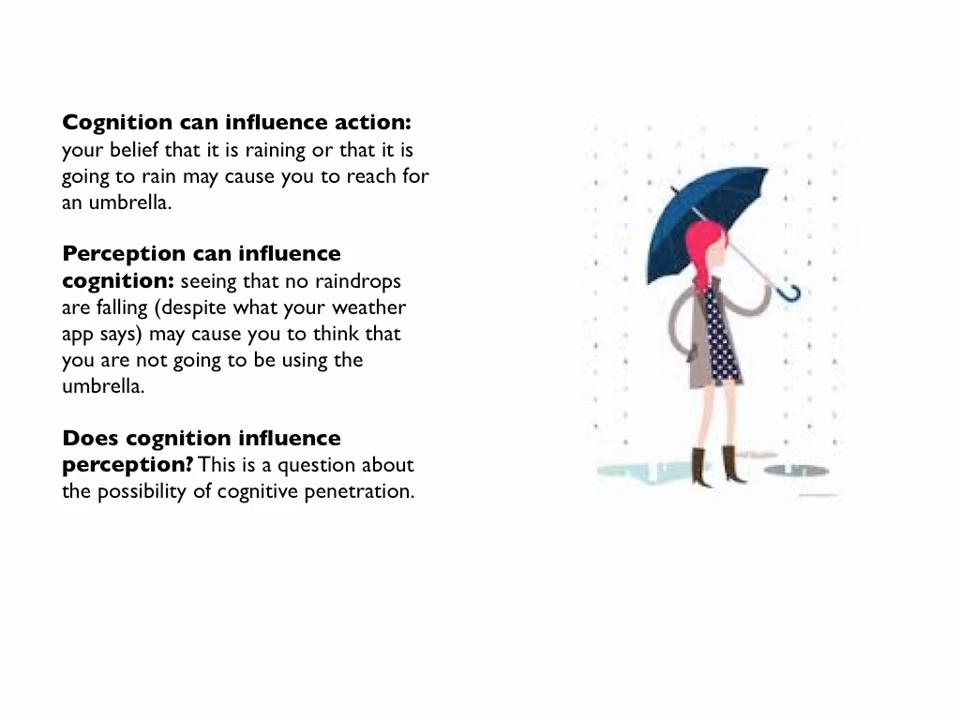 Cognition can influence action:
your belief that it is raining or that it is
going to rain may cause you to reach for
an umbrella.
Perception can influence
cognition: seeing that no raindrops
are falling (despite what your weather
app says) may cause you to think that
you are not going to be using the
umbrella.
Does cognition influence
perception? This is a question about
the possibility of cognitive penetration.